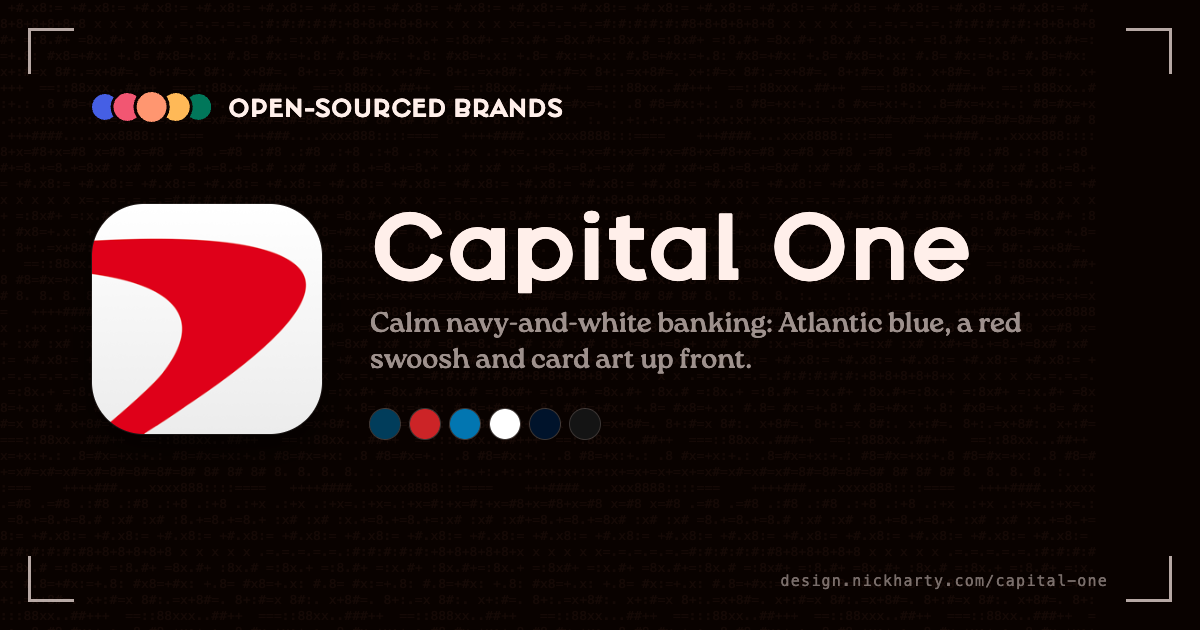 OPEN-SOURCED BRANDS
Capital One
Calm navy-and-white banking: Atlantic blue, a red
swoosh and card art up front.
design.nickharty.com/capital-one